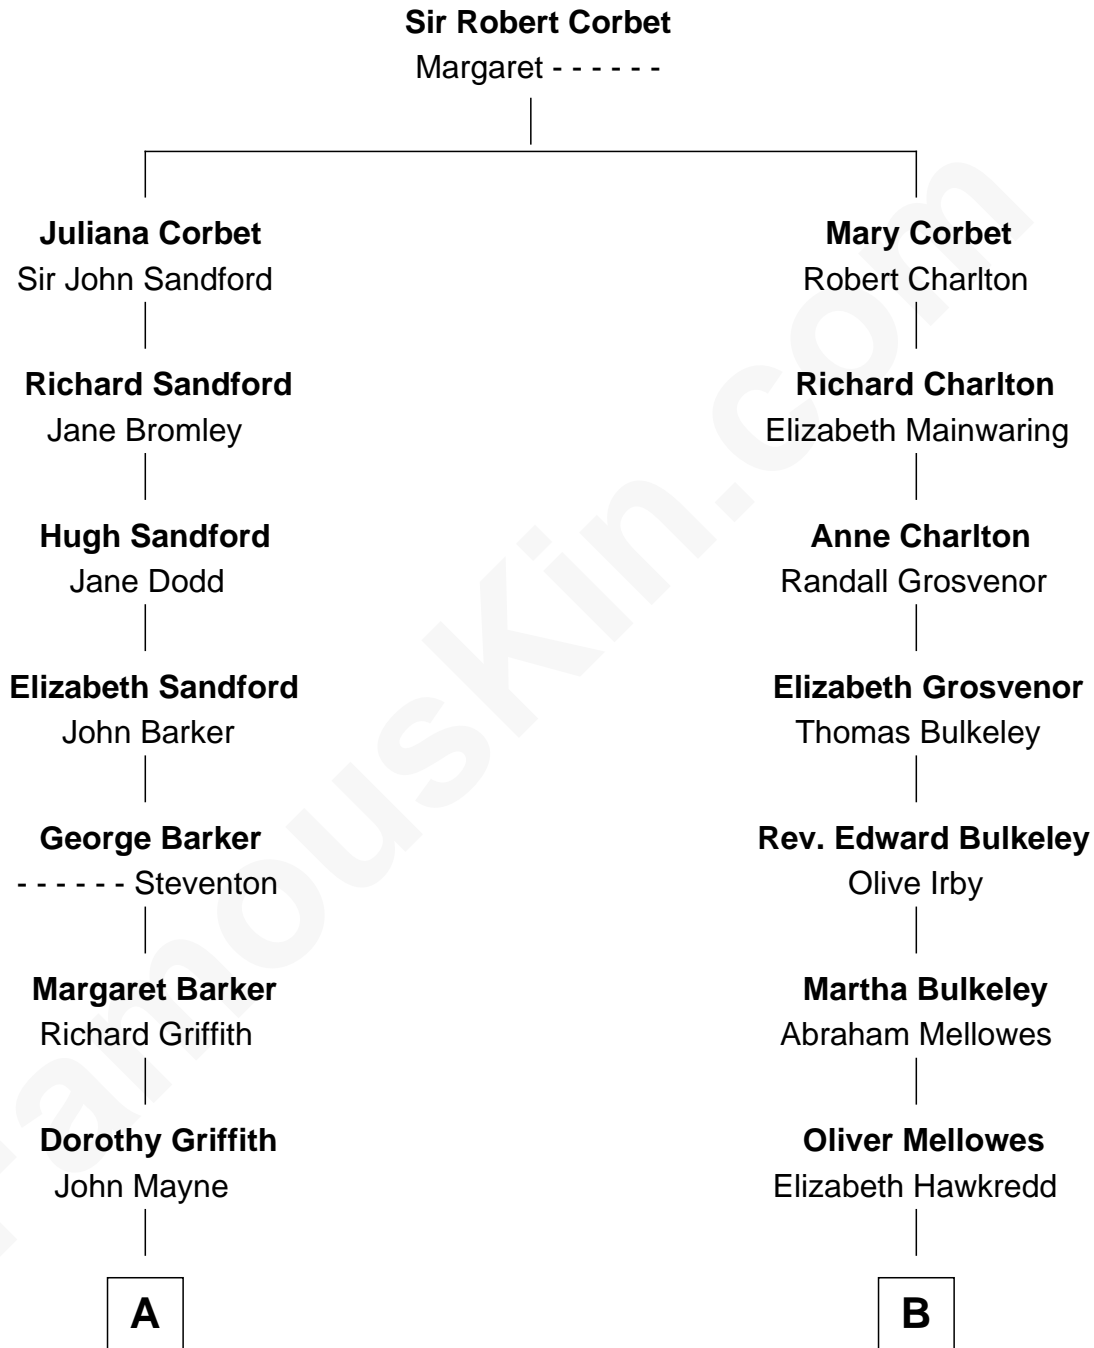 Sir Robert Corbet
Margaret - - - - - -
Juliana Corbet
Sir John Sandford
Mary Corbet
Robert Charlton
Richard Sandford
Jane Bromley
Richard Charlton
Elizabeth Mainwaring
Hugh Sandford
Jane Dodd
Anne Charlton
Randall Grosvenor
Elizabeth Sandford
John Barker
Elizabeth Grosvenor
Thomas Bulkeley
George Barker
- - - - - - Steventon
Rev. Edward Bulkeley
Olive Irby
Margaret Barker
Richard Griffith
Martha Bulkeley
Abraham Mellowes
Dorothy Griffith
John Mayne
Oliver Mellowes
Elizabeth Hawkredd
A
B
FamousKin.com